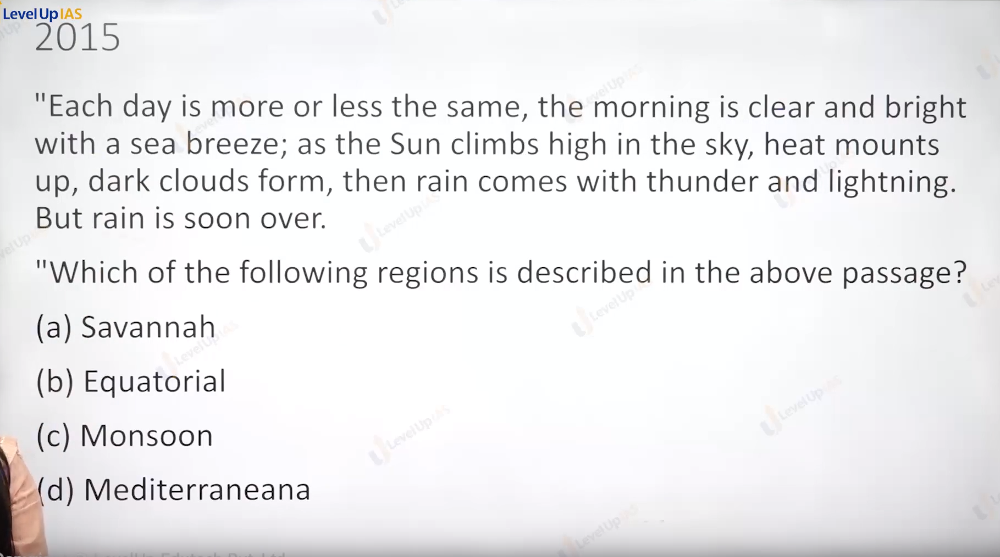 LevelUp IAS
2015
"Each day is more or less the same, the morning is clear and bright
with a sea breeze; as the Sun climbs high in the sky, heat mounts
up, dark clouds form, then rain comes with thunder and lightning.
But rain is soon over.
"Which of the following regions is described in the above passage?
(a) Savannah
(b) Equatorial
(c) Monsoon
(d) Mediterraneana